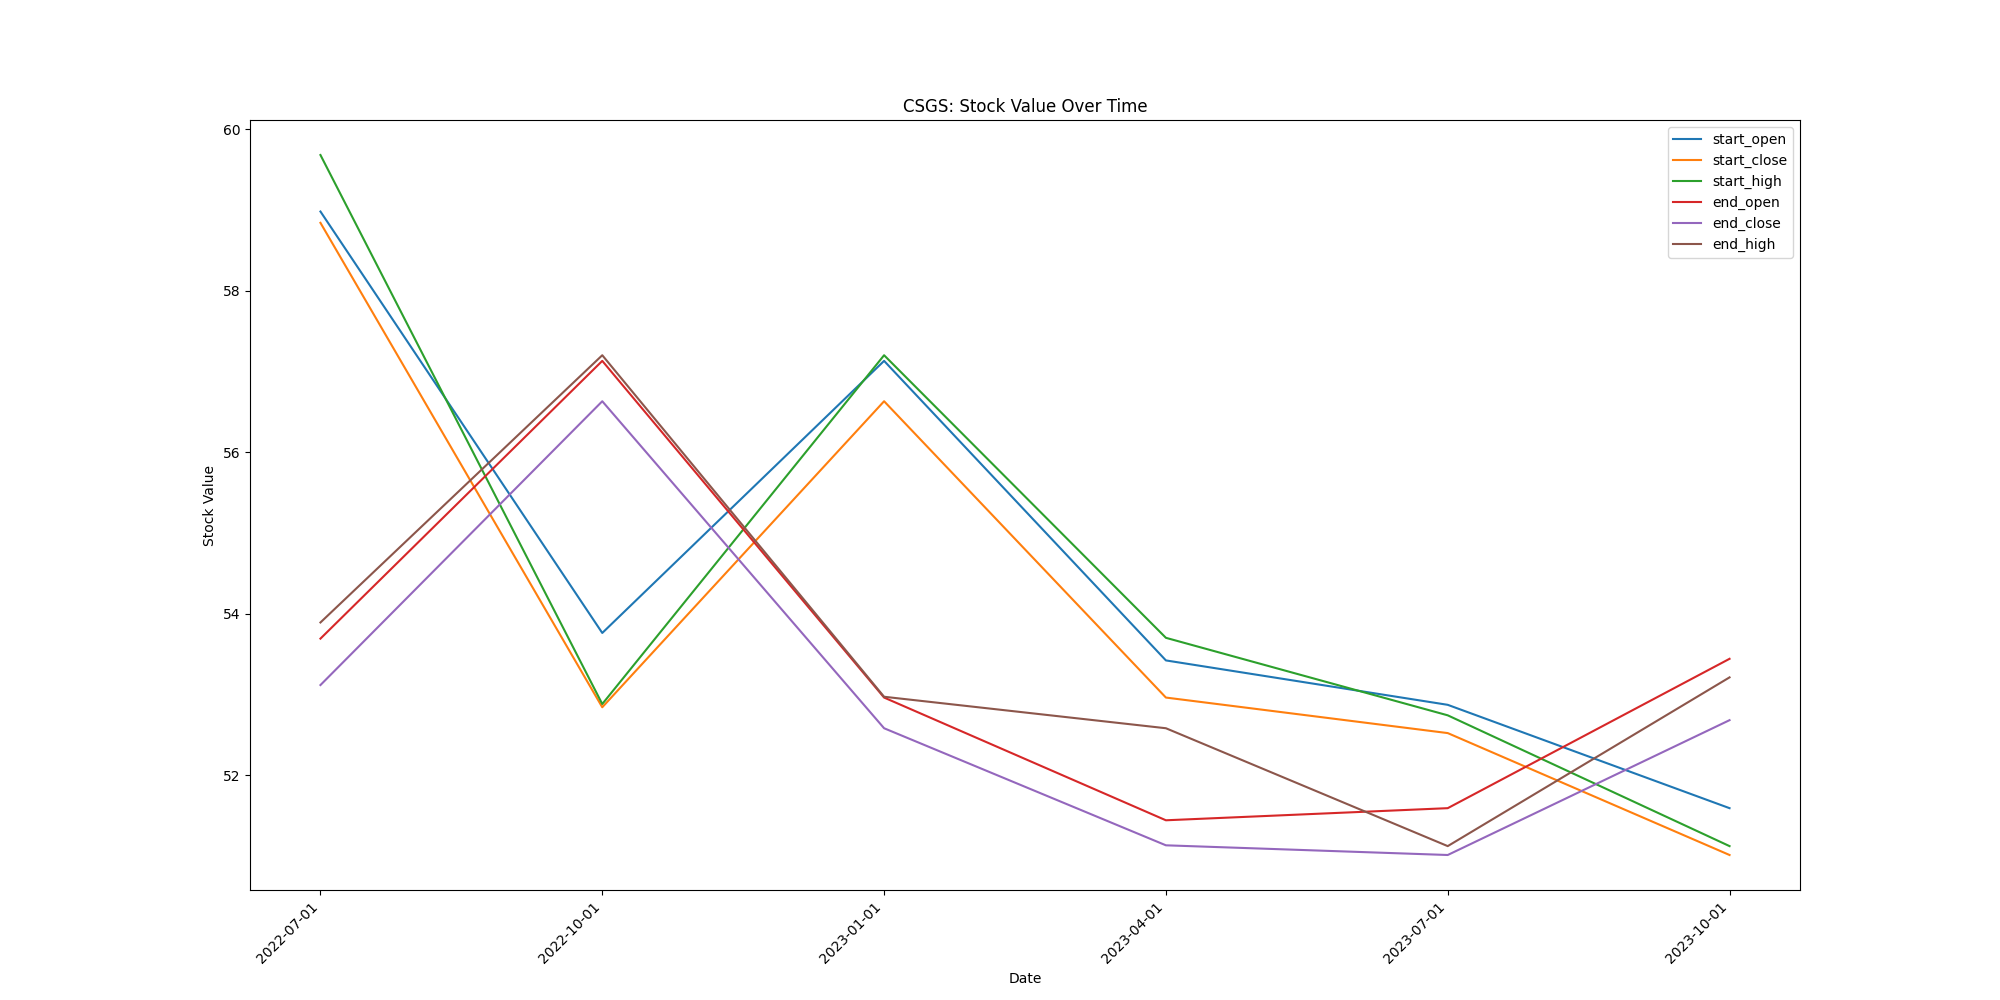 CSGS: Stock Value Over Time
60
58
56
54
52
Stock Value
start_open
start_close
start_high
end_open
end_close
end_high
2022-07-01
2022-10-01
2023-01-01
2023-04-01
2023-07-01
2023-10-01
Date